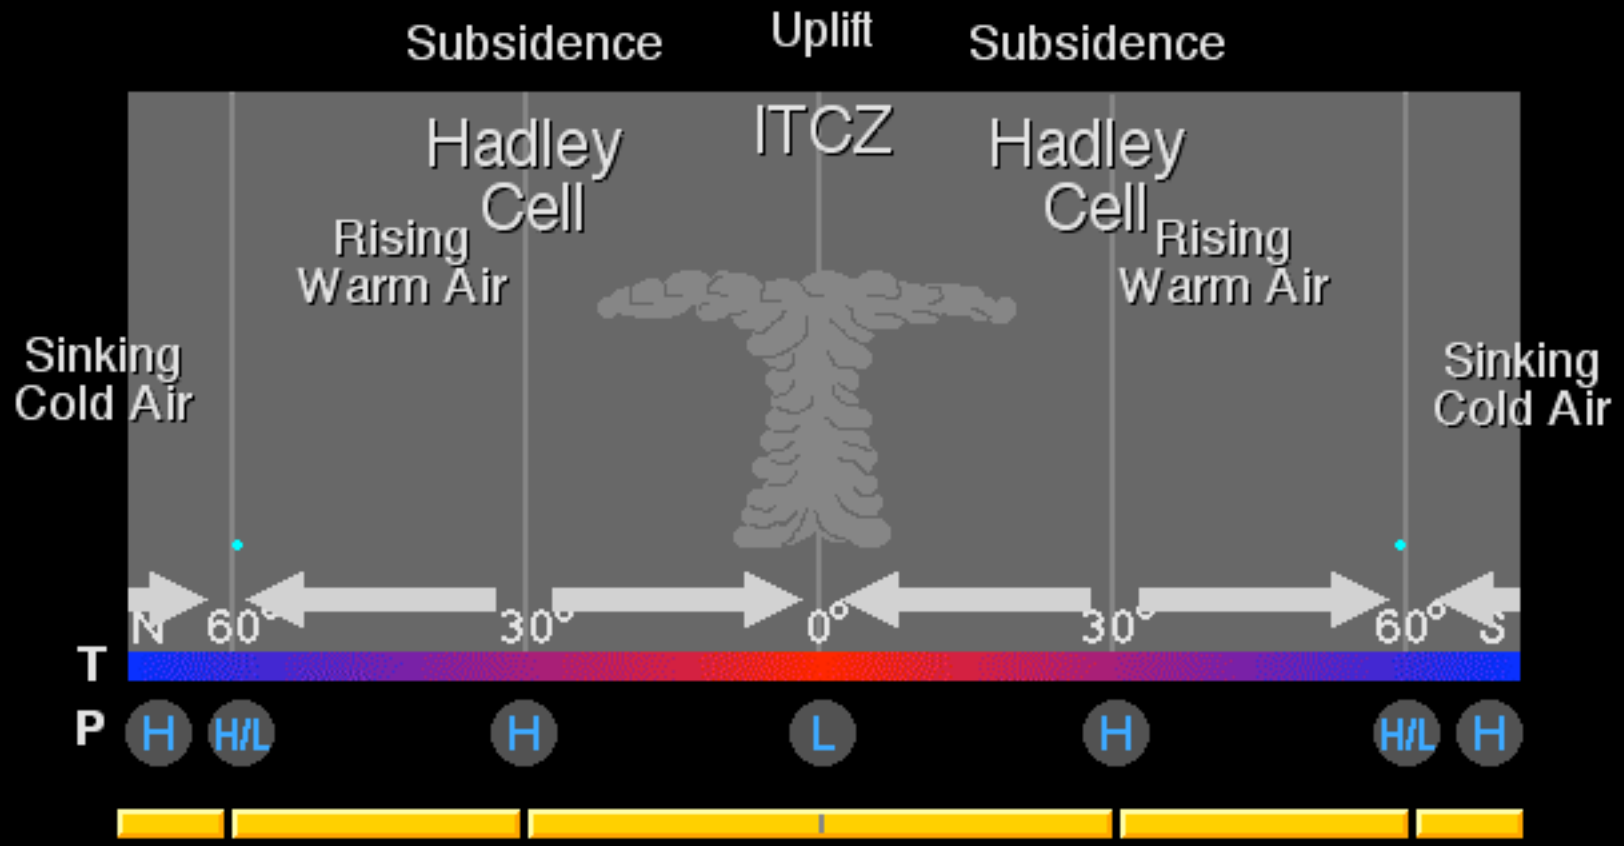 Subsidence
Uplift
Subsidence
Hadley
Cell
ITCZ
Hadley
Cell
Rising
Warm Air
Rising
Warm Air
Sinking
Cold Air
Sinking
Cold Air
N 60° 30° 0° 30° 60° S
T
P H H/L H L H H/L H